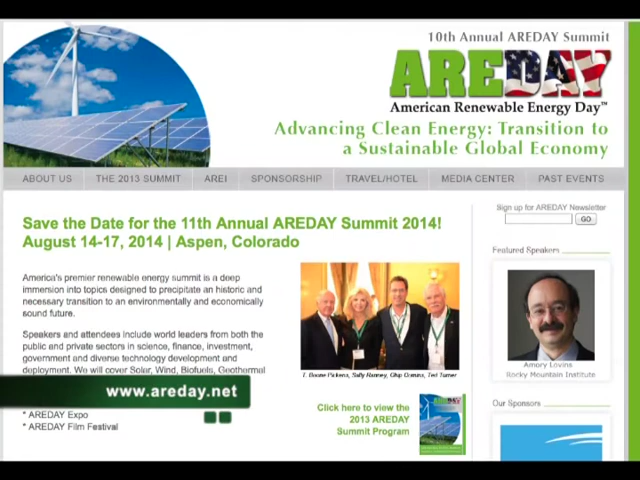 10th Annual AREDAY Summit
AREDAY
American Renewable Energy Day™
Advancing Clean Energy: Transition to
a Sustainable Global Economy
ABOUT US
THE 2013 SUMMIT
AREI
SPONSORSHIP
TRAVEL/HOTEL
MEDIA CENTER
PAST EVENTS
Save the Date for the 11th Annual AREDAY Summit 2014!
August 14-17, 2014 | Aspen, Colorado
America's premier renewable energy summit is a deep
immersion into topics designed to precipitate an historic and
necessary transition to an environmentally and economically
sound future.
Speakers and attendees include world leaders from both the
public and private sectors in science, finance, investment,
government and diverse technology development and
deployment. We will cover Solar, Wind, Biofuels, Geothermal
www.areday.net
* AREDAY Expo
* AREDAY Film Festival
T. Boone Pickens, Sally Ranney, Chip Comins, Ted Turner
Click here to view the
2013 AREDAY
Summit Program
AREDAY
Sign up for AREDAY Newsletter
GO
Featured Speakers
Amory Lovins
Rocky Mountain Institute
Our Sponsors